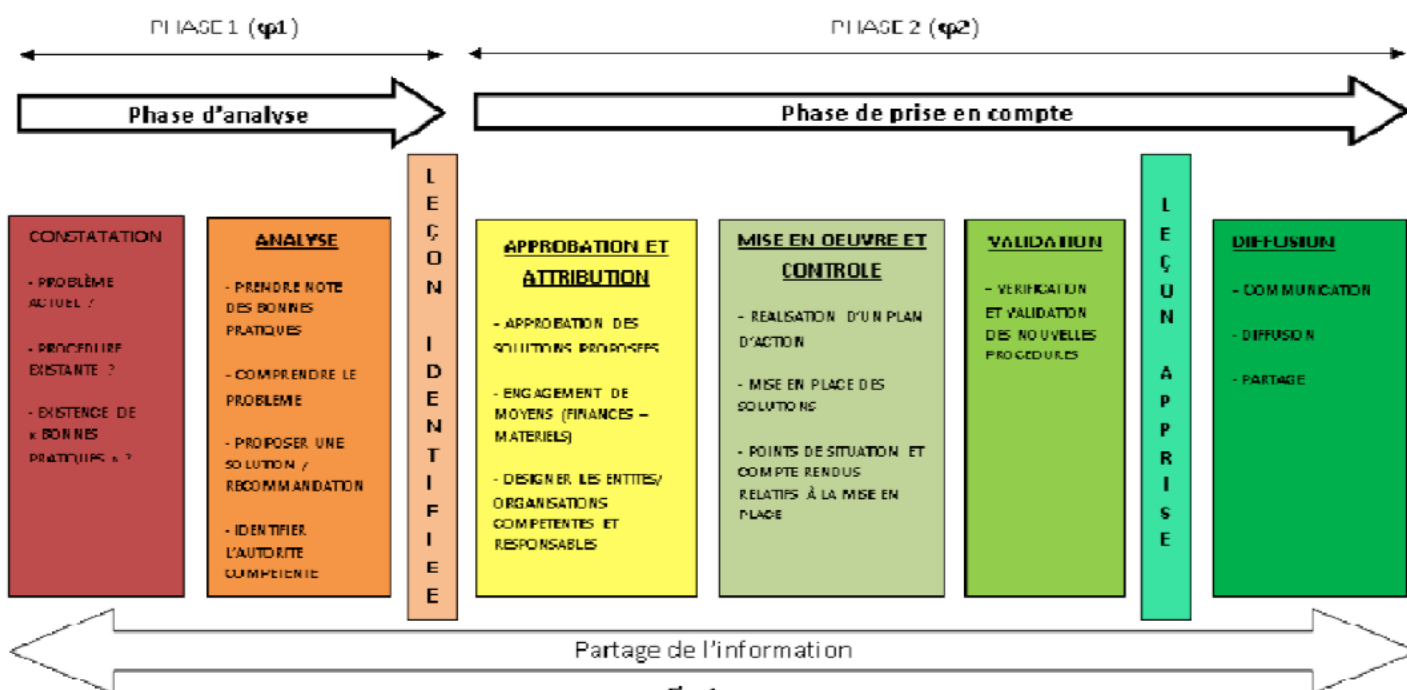 PHASE 1 (φ1)
PHASE 2 (φ2)
Phase d'analyse
Phase de prise en compte
CONSTATATION
- PROBLÈME
ACTUEL ?
- PROCEDURE
EXISTANTE ?
- EXISTENCE DE
« BONNES
PRATIQUES » ?
ANALYSE
- PRENDRE NOTE
DES BONNES
PRATIQUES
- COMPRENDRE LE
PROBLEME
- PROPOSER UNE
SOLUTION /
RECOMMANDATION
- IDENTIFIER
L'AUTORITE
COMPETENTE
LEÇON IDENTIFIEE
APPROBATION ET
ATTRIBUTION
- APPROBATION DES
SOLUTIONS PROPOSEES
- ENGAGEMENT DE
MOYENS (FINANCES –
MATERIELS)
- DESIGNER LES ENTITES/
ORGANISATIONS
COMPETENTES ET
RESPONSABLES
MISE EN OEUVRE ET
CONTROLE
- REALISATION D'UN PLAN
D'ACTION
- MISE EN PLACE DES
SOLUTIONS
- POINTS DE SITUATION ET
COMPTE RENDUS
RELATIFS À LA MISE EN
PLACE
VALIDATION
- VERIFICATION
ET VALIDATION
DES NOUVELLES
PROCEDURES
LEÇON APPRISE
DIFFUSION
- COMMUNICATION
- DIFFUSION
- PARTAGE
Partage de l'information